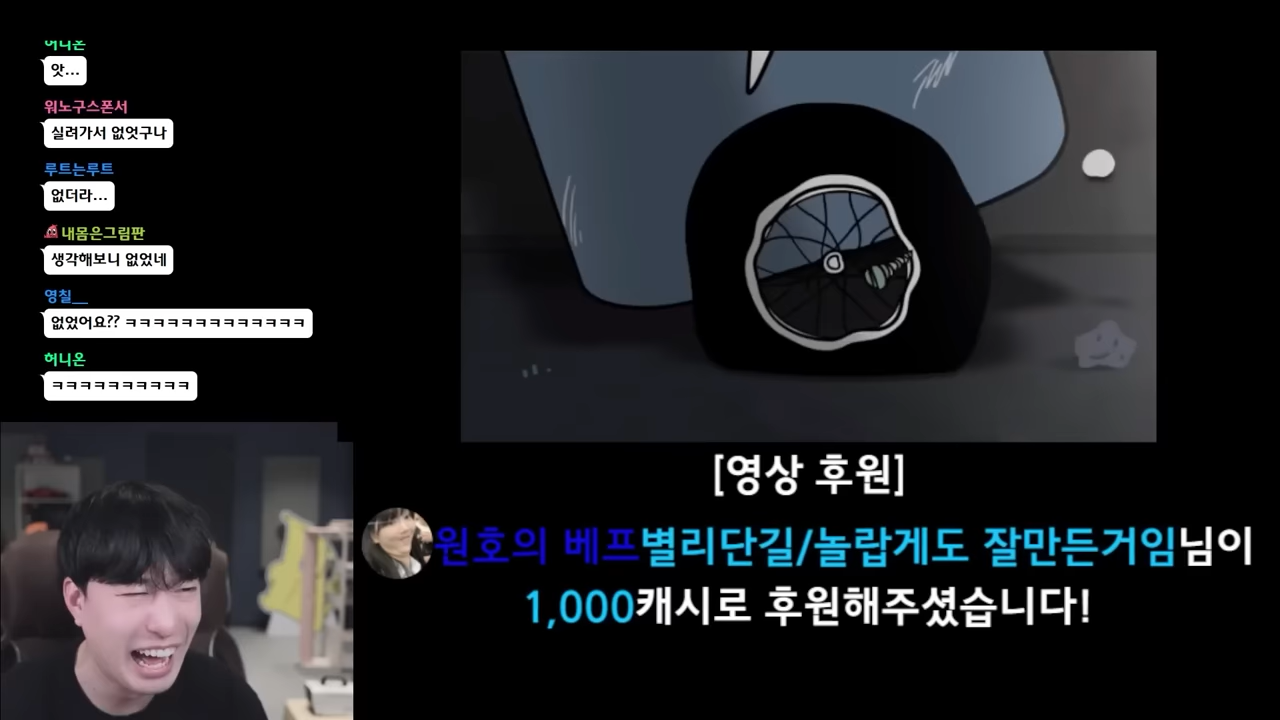 허니온
앗...
워노구스폰서
실려가서 없엇구나
루트는루트
없더라...
내몸은그림판
생각해보니 없었네
영칠__
없었어요?? ㅋㅋㅋㅋㅋㅋㅋㅋㅋㅋㅋㅋㅋ
허니온
ㅋㅋㅋㅋㅋㅋㅋㅋㅋㅋ
[영상 후원]
원호의 베프별리단길/놀랍게도 잘만든거임님이
1,000캐시로 후원해주셨습니다!